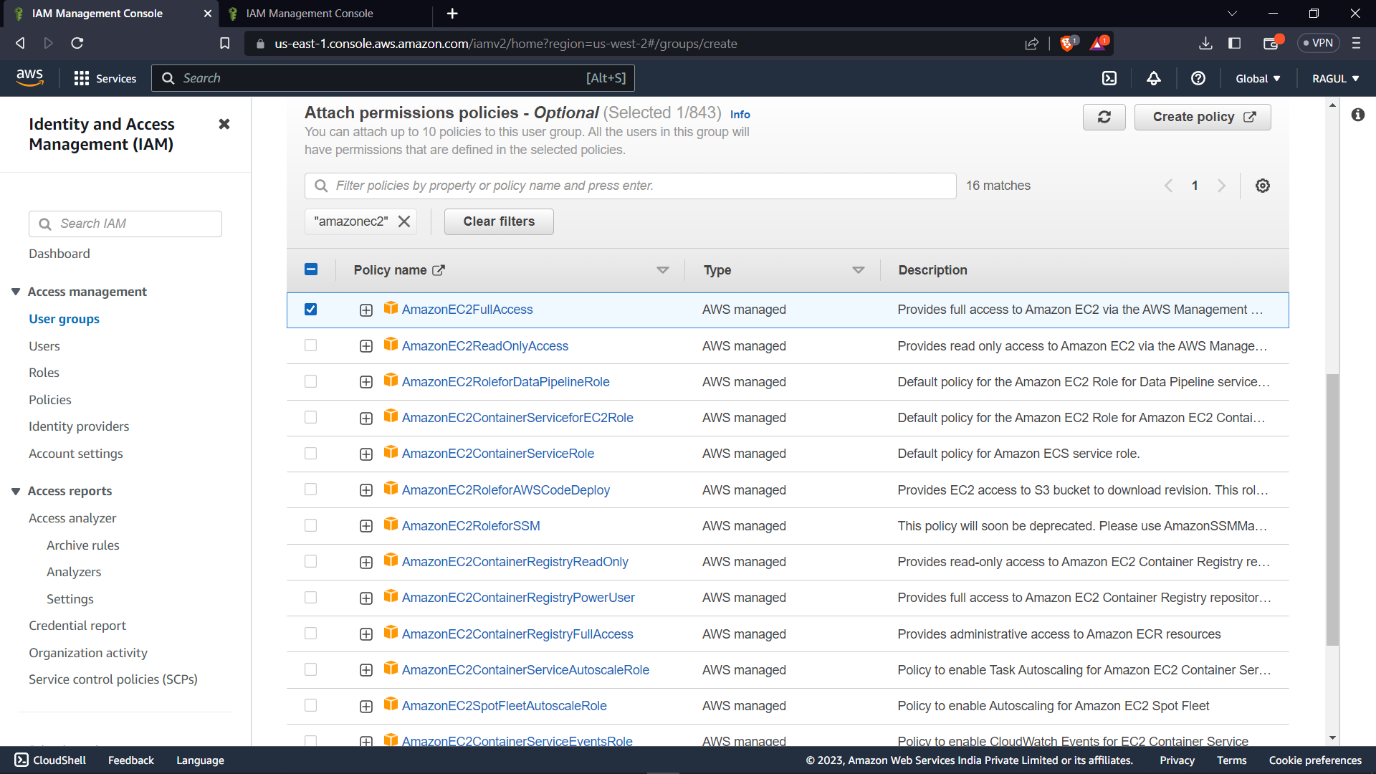 IAM Management Console
IAM Management Console
us-east-1.console.aws.amazon.com/iamv2/home?region=us-west-2#/groups/create
1
1
VPN
aws
Services
Search
[Alt+S]
Global
RAGUL
Identity and Access
Management (IAM)
Search IAM
Dashboard
Access management
User groups
Users
Roles
Policies
Identity providers
Account settings
Access reports
Access analyzer
Archive rules
Analyzers
Settings
Credential report
Organization activity
Service control policies (SCPs)
Attach permissions policies - Optional (Selected 1/843) Info
You can attach up to 10 policies to this user group. All the users in this group will
have permissions that are defined in the selected policies.
Create policy
Filter policies by property or policy name and press enter.
16 matches
1
"amazonec2"
Clear filters
Policy name Type Description
AmazonEC2FullAccess AWS managed Provides full access to Amazon EC2 via the AWS Management ...
AmazonEC2ReadOnlyAccess AWS managed Provides read only access to Amazon EC2 via the AWS Manage...
AmazonEC2RoleforDataPipelineRole AWS managed Default policy for the Amazon EC2 Role for Data Pipeline service...
AmazonEC2ContainerServiceforEC2Role AWS managed Default policy for the Amazon EC2 Role for Amazon EC2 Contai...
AmazonEC2ContainerServiceRole AWS managed Default policy for Amazon ECS service role.
AmazonEC2RoleforAWSCodeDeploy AWS managed Provides EC2 access to S3 bucket to download revision. This rol...
AmazonEC2RoleforSSM AWS managed This policy will soon be deprecated. Please use AmazonSSMMa...
AmazonEC2ContainerRegistryReadOnly AWS managed Provides read-only access to Amazon EC2 Container Registry re...
AmazonEC2ContainerRegistryPowerUser AWS managed Provides full access to Amazon EC2 Container Registry repositor...
AmazonEC2ContainerRegistryFullAccess AWS managed Provides administrative access to Amazon ECR resources
AmazonEC2ContainerServiceAutoscaleRole AWS managed Policy to enable Task Autoscaling for Amazon EC2 Container Ser...
AmazonEC2SpotFleetAutoscaleRole AWS managed Policy to enable Autoscaling for Amazon EC2 Spot Fleet
AmazonEC2ContainerServiceEventsRole AWS managed Policy to enable CloudWatch Events for EC2 Container Service
CloudShell Feedback Language
© 2023, Amazon Web Services India Private Limited or its affiliates. Privacy Terms Cookie preferences